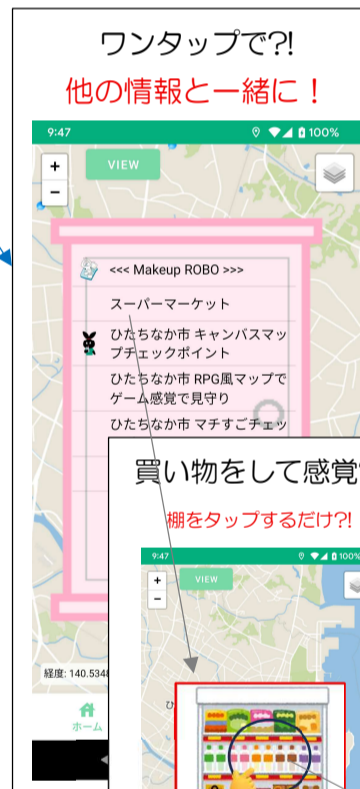 ワンタップで?!
他の情報と一緒に！
9:47
100%
+
VIEW
−
<<< Makeup ROBO >>>
スーパーマーケット
ひたちなか市 キャンバスマッ
プチェックポイント
ひたちなか市 RPG風マップで
ゲーム感覚で見守り
ひたちなか市 マチすごチェッ
経度: 140.534
ホーム
買い物をして感覚
棚をタップするだけ?!
9:47
100%
+
VIEW
−
ひ